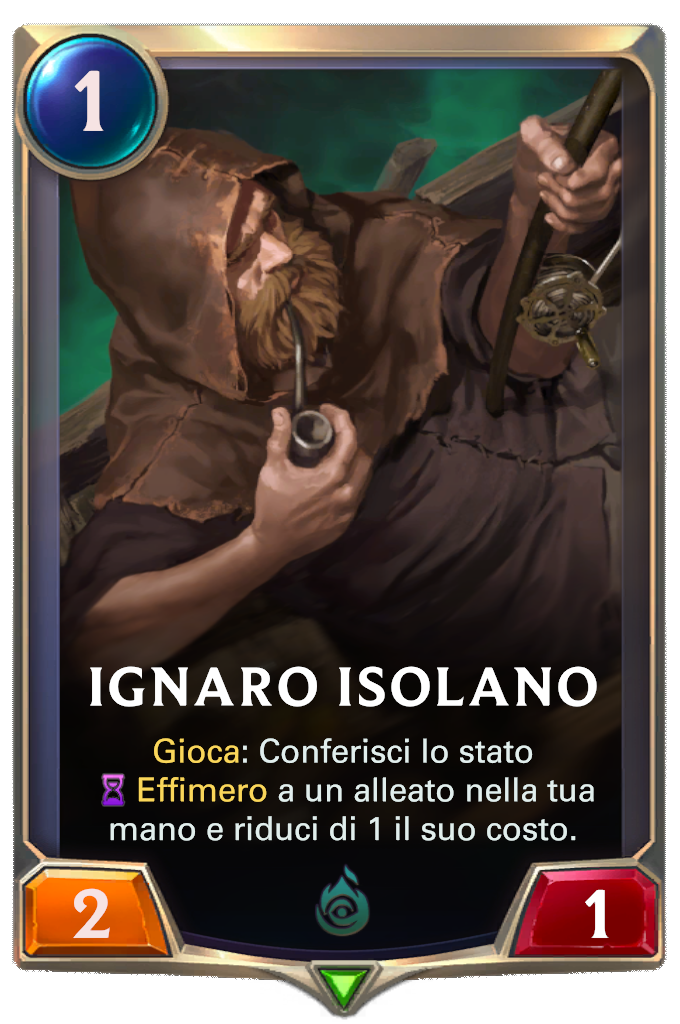 1
IGNARO ISOLANO
Gioca: Conferisci lo stato
Effimero a un alleato nella tua
mano e riduci di 1 il suo costo.
2
1